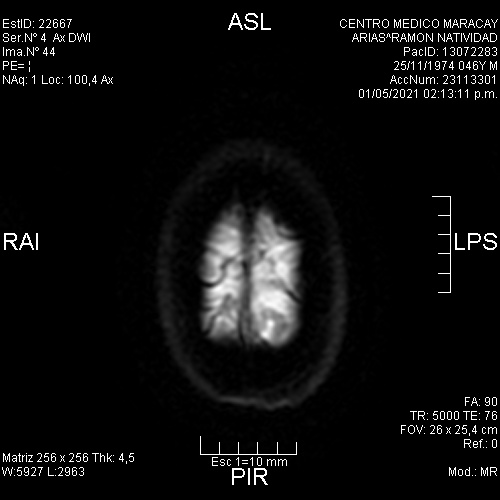 EstID: 22667
Ser.Nº 4 Ax DWI
Ima.Nº 44
PE= ¦
NAq: 1 Loc: 100,4 Ax
ASL
CENTRO MEDICO MARACAY
ARIAS^RAMON NATIVIDAD
PacID: 13072283
25/11/1974 046Y M
AccNum: 23113301
01/05/2021 02:13:11 p.m.
RAI
LPS
FA: 90
TR: 5000 TE: 76
FOV: 26 x 25,4 cm
Ref.: 0
Mod.: MR
Matriz 256 x 256 Thk: 4,5
W:5927 L:2963
Esc 1=10 mm
PIR